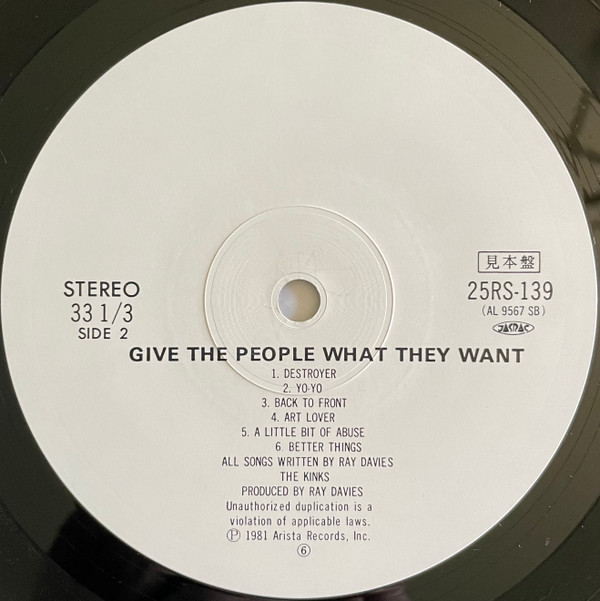 STEREO
33 1/3
SIDE 2
見本盤
25RS-139
(AL 9567 SB)
JASRAC
GIVE THE PEOPLE WHAT THEY WANT
1. DESTROYER
2. YO-YO
3. BACK TO FRONT
4. ART LOVER
5. A LITTLE BIT OF ABUSE
6. BETTER THINGS
ALL SONGS WRITTEN BY RAY DAVIES
THE KINKS
PRODUCED BY RAY DAVIES
Unauthorized duplication is a
violation of applicable laws.
Ⓟ 1981 Arista Records, Inc.
⑥